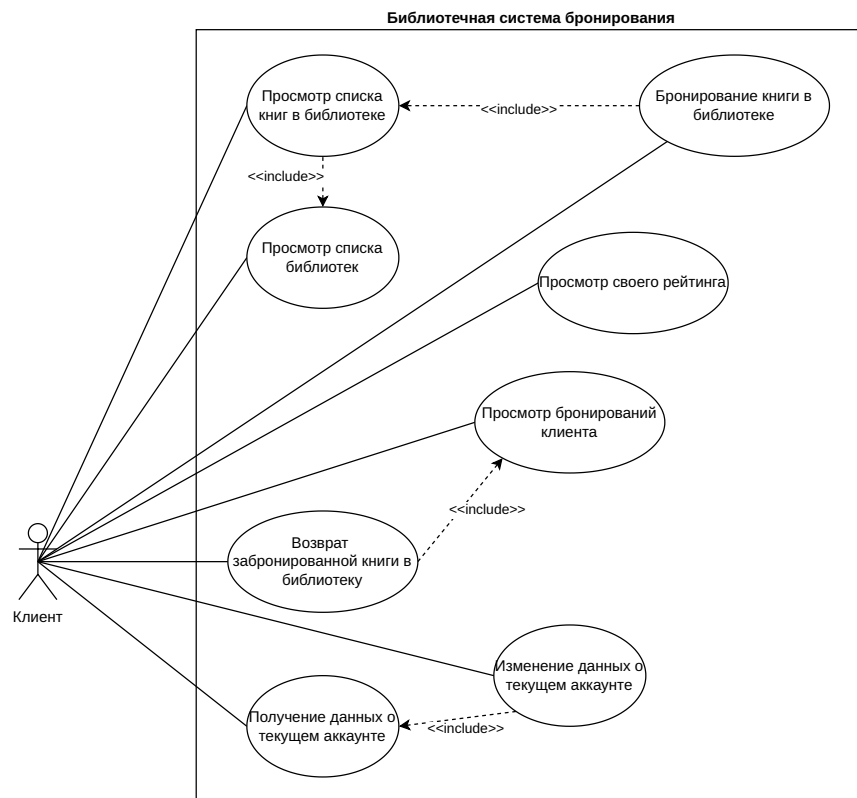 Библиотечная система бронирования
Просмотр списка
книг в библиотеке
<<include>>
Бронирование книги в
библиотеке
<<include>>
Просмотр списка
библиотек
Просмотр своего рейтинга
Просмотр бронирований
клиента
<<include>>
Возврат
забронированной книги в
библиотеку
Клиент
Изменение данных о
текущем аккаунте
Получение данных о
текущем аккаунте
<<include>>